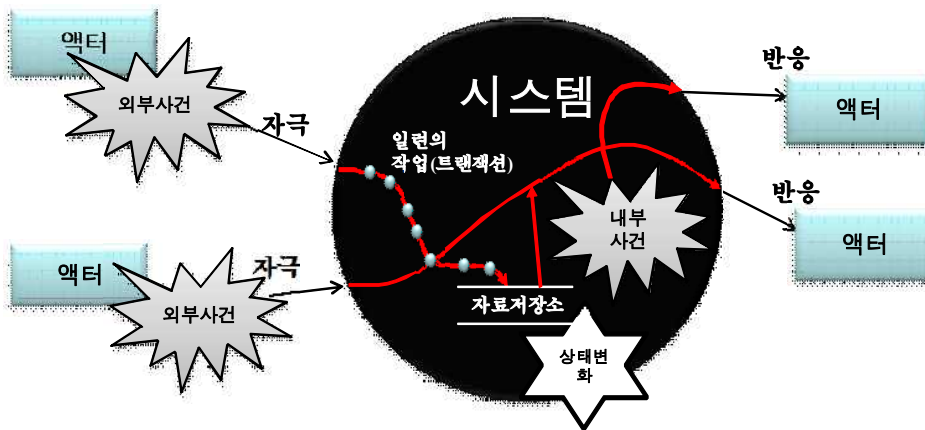 액터
외부사건
자극
시스템
일련의
작업(트랜잭션)
반응
액터
액터
외부사건
자극
내부
사건
반응
액터
자료저장소
상태변
화